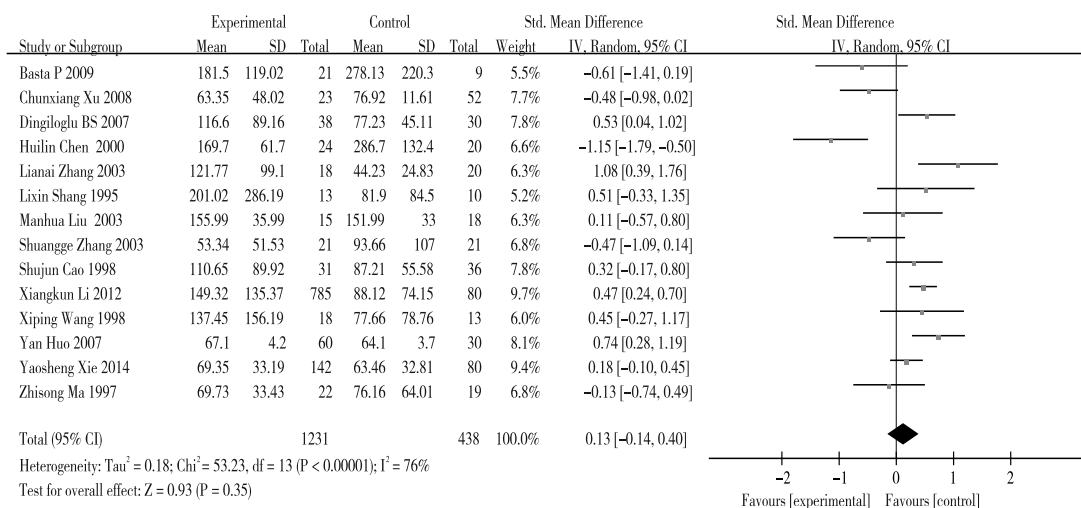 Experimental Control Std. Mean Difference Std. Mean Difference
Study or Subgroup Mean SD Total Mean SD Total Weight IV, Random, 95% CI IV, Random, 95% CI
Basta P 2009 181.5 119.02 21 278.13 220.3 9 5.5% −0.61 [−1.41, 0.19]
Chunxiang Xu 2008 63.35 48.02 23 76.92 11.61 52 7.7% −0.48 [−0.98, 0.02]
Dingiloglu BS 2007 116.6 89.16 38 77.23 45.11 30 7.8% 0.53 [0.04, 1.02]
Huilin Chen 2000 169.7 61.7 24 286.7 132.4 20 6.6% −1.15 [−1.79, −0.50]
Lianai Zhang 2003 121.77 99.1 18 44.23 24.83 20 6.3% 1.08 [0.39, 1.76]
Lixin Shang 1995 201.02 286.19 13 81.9 84.5 10 5.2% 0.51 [−0.33, 1.35]
Manhua Liu 2003 155.99 35.99 15 151.99 33 18 6.3% 0.11 [−0.57, 0.80]
Shuangge Zhang 2003 53.34 51.53 21 93.66 107 21 6.8% −0.47 [−1.09, 0.14]
Shujun Cao 1998 110.65 89.92 31 87.21 55.58 36 7.8% 0.32 [−0.17, 0.80]
Xiangkun Li 2012 149.32 135.37 785 88.12 74.15 80 9.7% 0.47 [0.24, 0.70]
Xiping Wang 1998 137.45 156.19 18 77.66 78.76 13 6.0% 0.45 [−0.27, 1.17]
Yan Huo 2007 67.1 4.2 60 64.1 3.7 30 8.1% 0.74 [0.28, 1.19]
Yaosheng Xie 2014 69.35 33.19 142 63.46 32.81 80 9.4% 0.18 [−0.10, 0.45]
Zhisong Ma 1997 69.73 33.43 22 76.16 64.01 19 6.8% −0.13 [−0.74, 0.49]
Total (95% CI) 1231 438 100.0% 0.13 [−0.14, 0.40]
Heterogeneity: Tau² = 0.18; Chi² = 53.23, df = 13 (P < 0.00001); I² = 76%
Test for overall effect: Z = 0.93 (P = 0.35)
−2 −1 0 1 2
Favours [experimental] Favours [control]